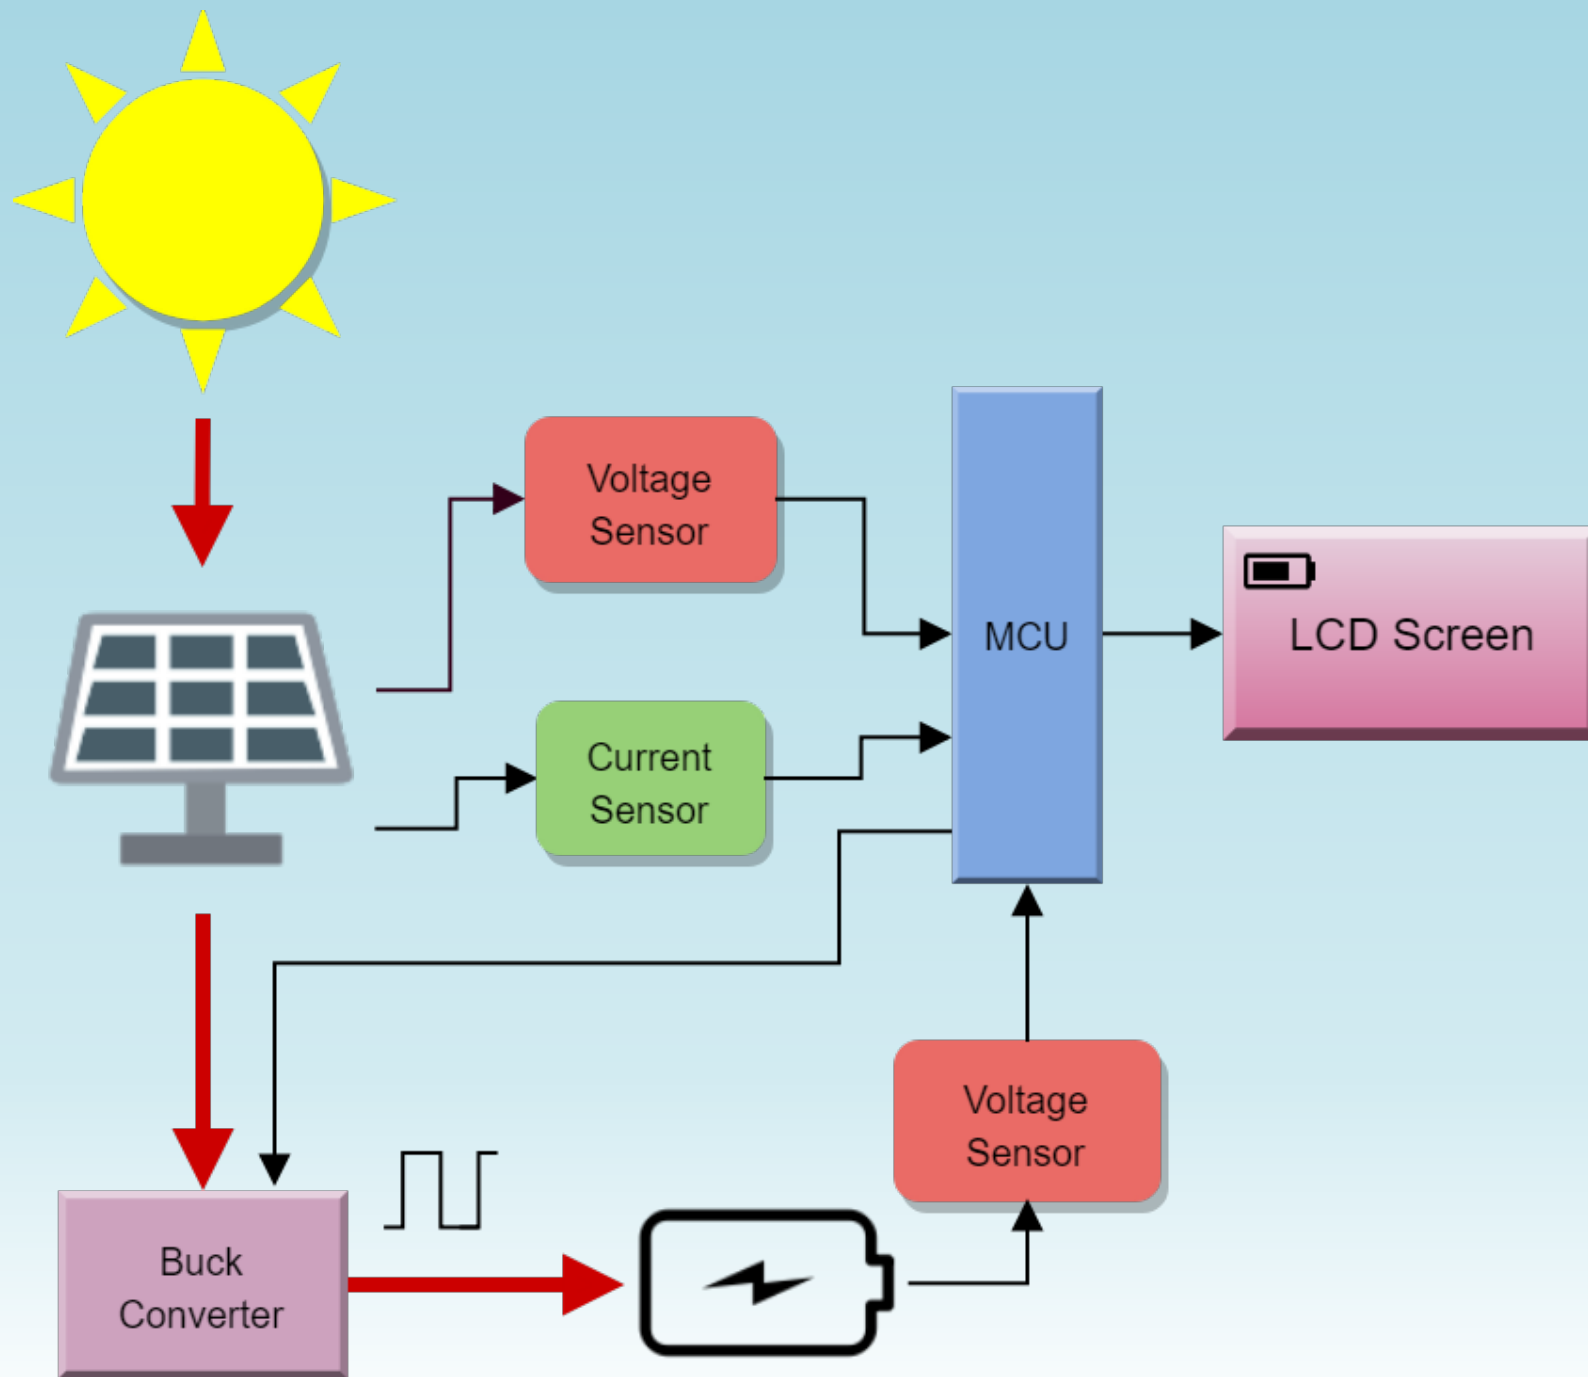 Voltage
Sensor
MCU
LCD Screen
Current
Sensor
Voltage
Sensor
Buck
Converter